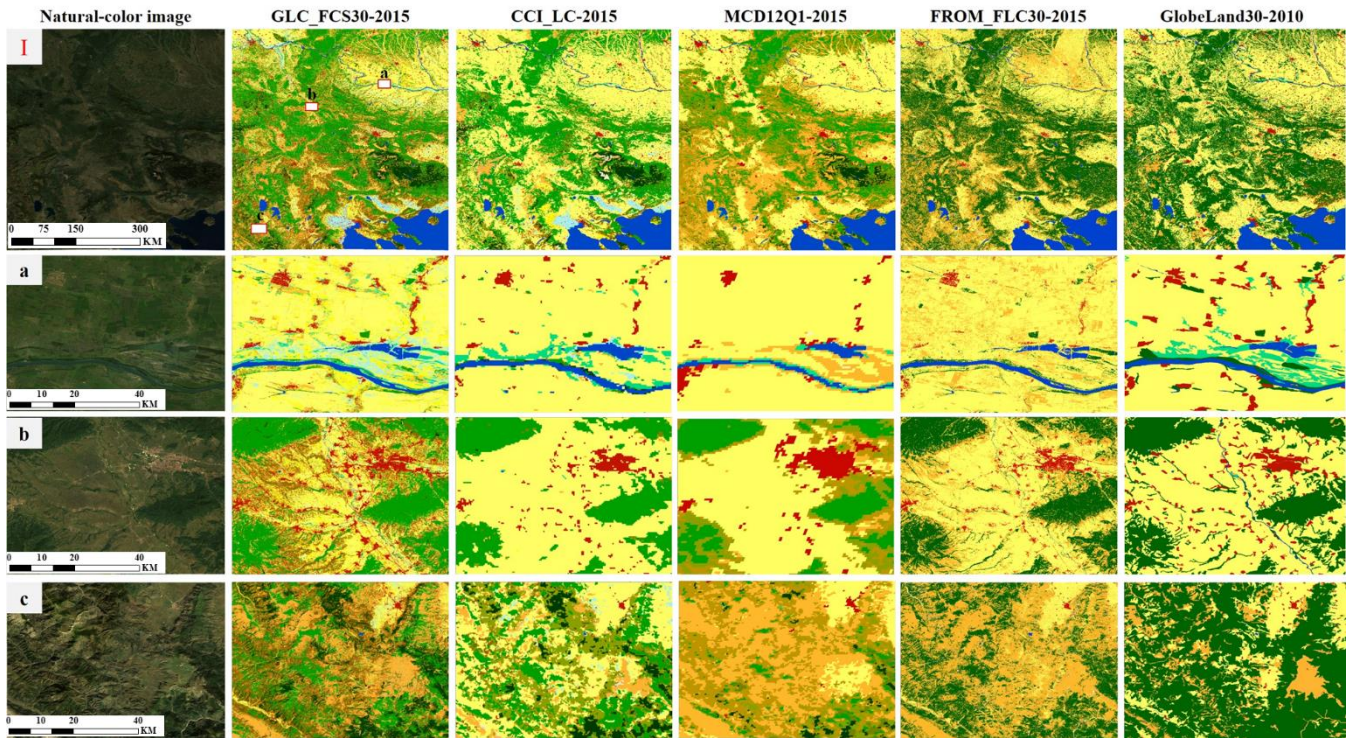 Natural-color image GLC_FCS30-2015 CCI_LC-2015 MCD12Q1-2015 FROM_FLC30-2015 GlobeLand30-2010
I
a
b
c
0 75 150 300
KM
a
0 10 20 40
KM
b
0 10 20 40
KM
c
0 10 20 40
KM